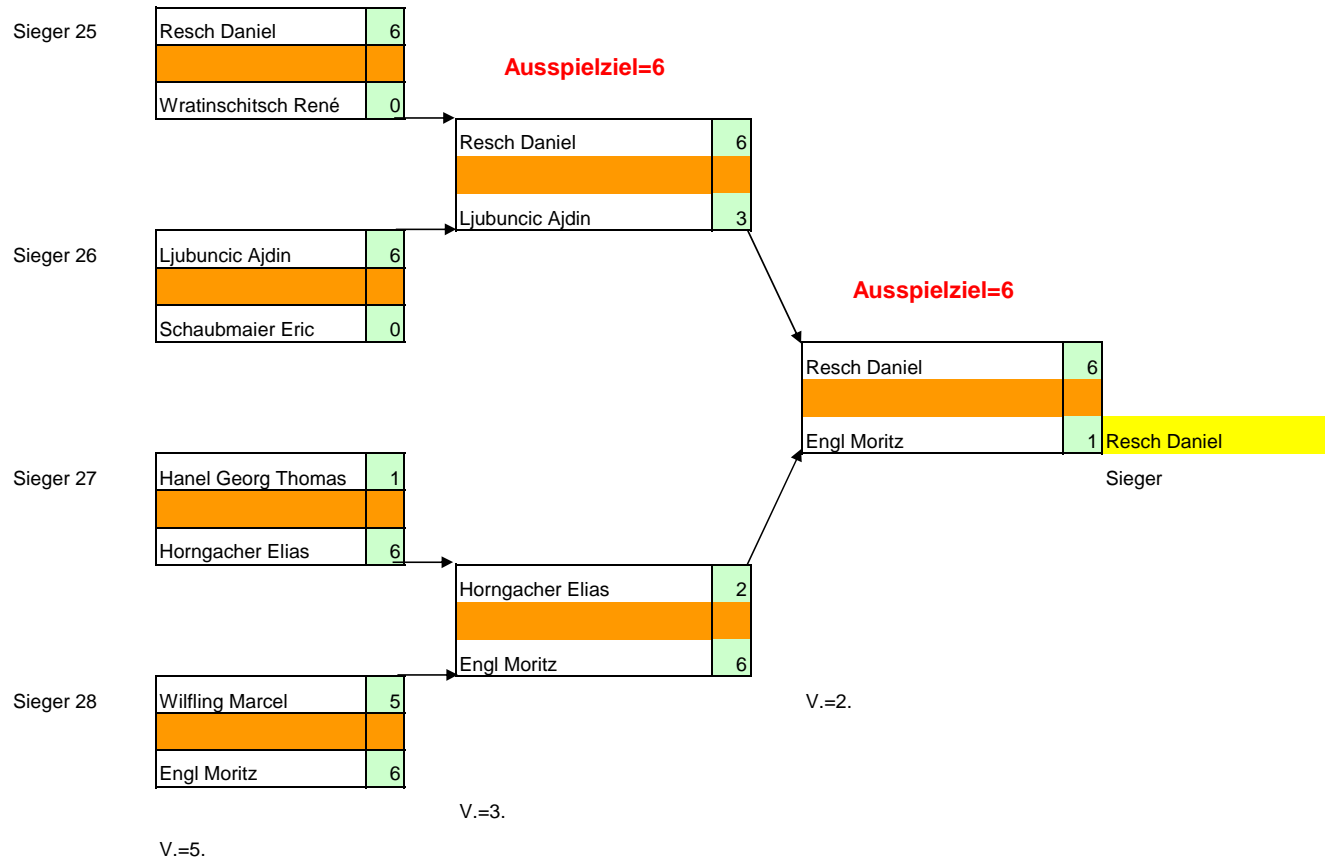 Sieger 25 Resch Daniel 6
Ausspielziel=6
Wratinschitsch René 0
Resch Daniel 6
Ljubuncic Ajdin 3
Sieger 26 Ljubuncic Ajdin 6
Ausspielziel=6
Schaubmaier Eric 0
Resch Daniel 6
Engl Moritz 1 Resch Daniel
Sieger 27 Hanel Georg Thomas 1 Sieger
Horngacher Elias 6
Horngacher Elias 2
Engl Moritz 6
Sieger 28 Wilfling Marcel 5 V.=2.
Engl Moritz 6
V.=3.
V.=5.